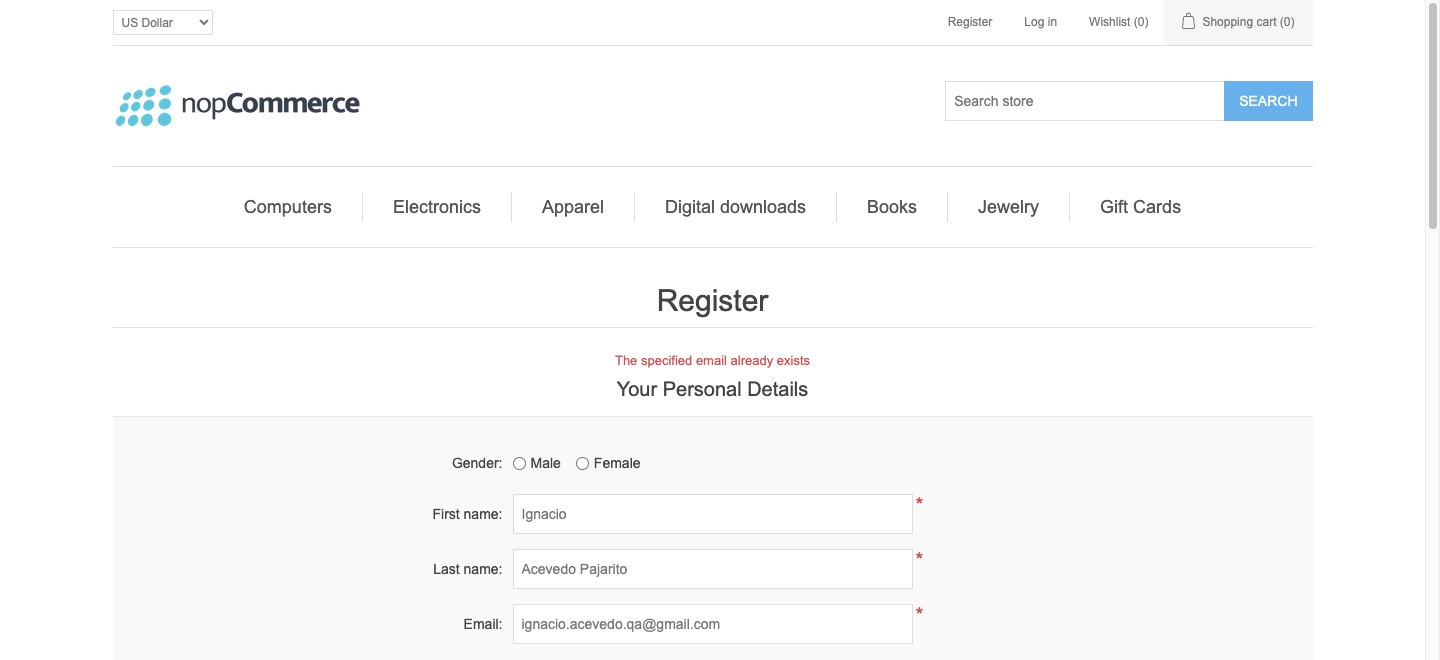 US Dollar Register Log in Wishlist (0) Shopping cart (0)
nopCommerce Search store SEARCH
Computers Electronics Apparel Digital downloads Books Jewelry Gift Cards
Register
The specified email already exists
Your Personal Details
Gender: Male Female
First name: Ignacio *
Last name: Acevedo Pajarito *
Email: ignacio.acevedo.qa@gmail.com *